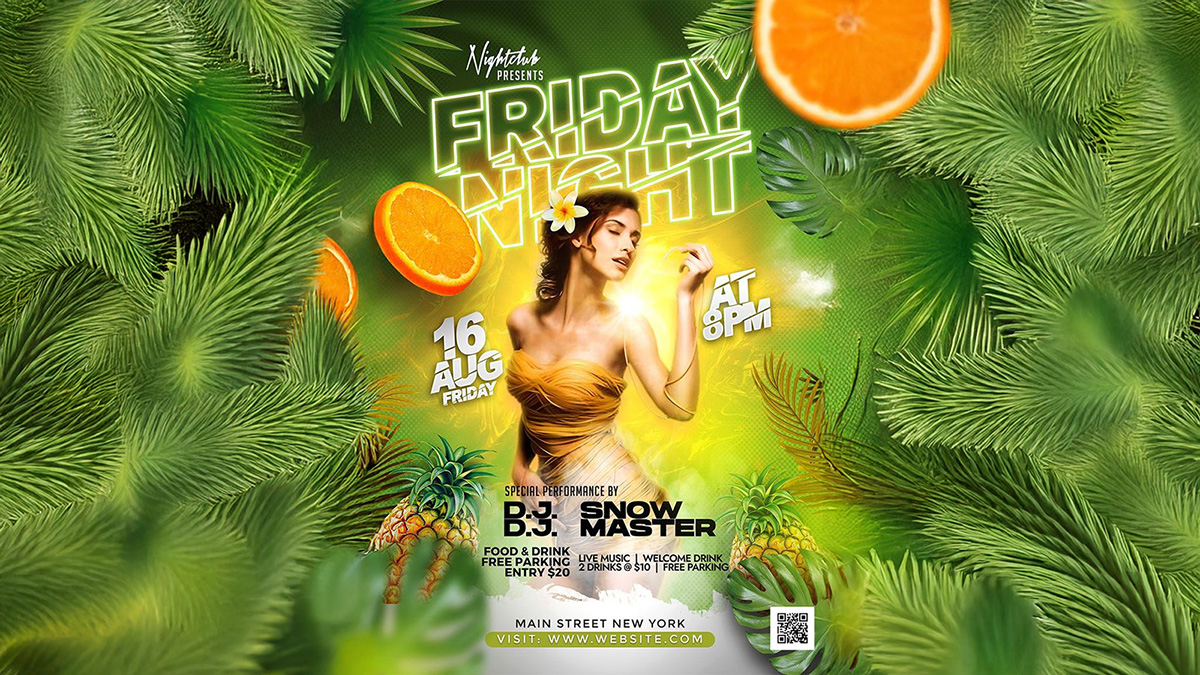 Nightclub
PRESENTS
FRIDAY
NIGHT
16
AUG
FRIDAY
AT
8PM
SPECIAL PERFORMANCE BY
D.J. SNOW
D.J. MASTER
FOOD & DRINK
FREE PARKING
ENTRY $20
LIVE MUSIC | WELCOME DRINK
2 DRINKS @ $10 | FREE PARKING
MAIN STREET NEW YORK
VISIT: WWW.WEBSITE.COM